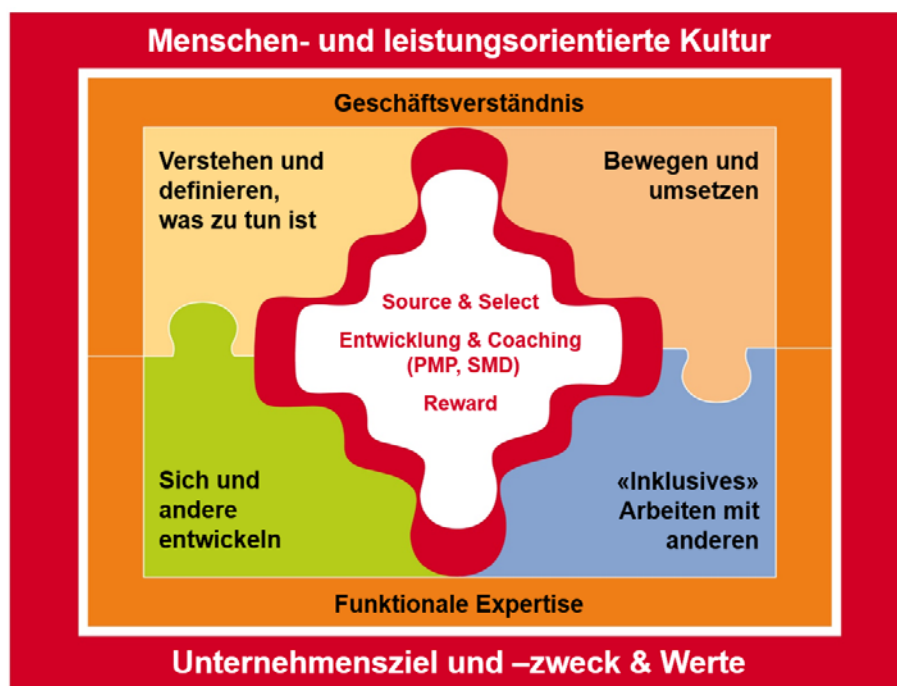 Menschen- und leistungsorientierte Kultur
Geschäftsverständnis
Verstehen und
definieren,
was zu tun ist
Bewegen und
umsetzen
Source & Select
Entwicklung & Coaching
(PMP, SMD)
Reward
Sich und
andere
entwickeln
«Inklusives»
Arbeiten mit
anderen
Funktionale Expertise
Unternehmensziel und –zweck & Werte